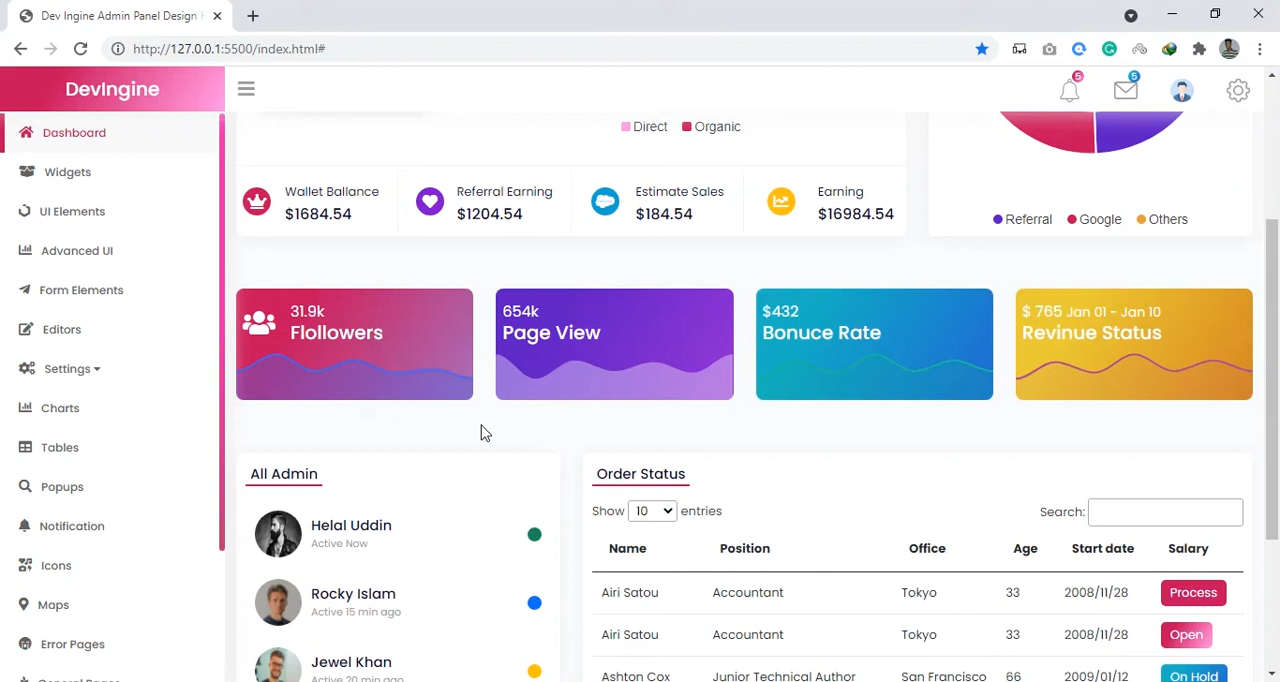 Dev Ingine Admin Panel Design
http://127.0.0.1:5500/index.html#
DevIngine
5
5
Dashboard
Widgets
UI Elements
Advanced UI
Form Elements
Editors
Settings
Charts
Tables
Popups
Notification
Icons
Maps
Error Pages
Direct Organic
Wallet Ballance
$1684.54
Referral Earning
$1204.54
Estimate Sales
$184.54
Earning
$16984.54
Referral Google Others
31.9k
Flollowers
654k
Page View
$432
Bonuce Rate
$ 765 Jan 01 - Jan 10
Revinue Status
All Admin
Helal Uddin
Active Now
Rocky Islam
Active 15 min ago
Jewel Khan
Active 20 min ago
Order Status
Show 10 entries
Search:
Name Position Office Age Start date Salary
Airi Satou Accountant Tokyo 33 2008/11/28 Process
Airi Satou Accountant Tokyo 33 2008/11/28 Open
Ashton Cox Junior Technical Author San Francisco 66 2009/01/12 On Hold